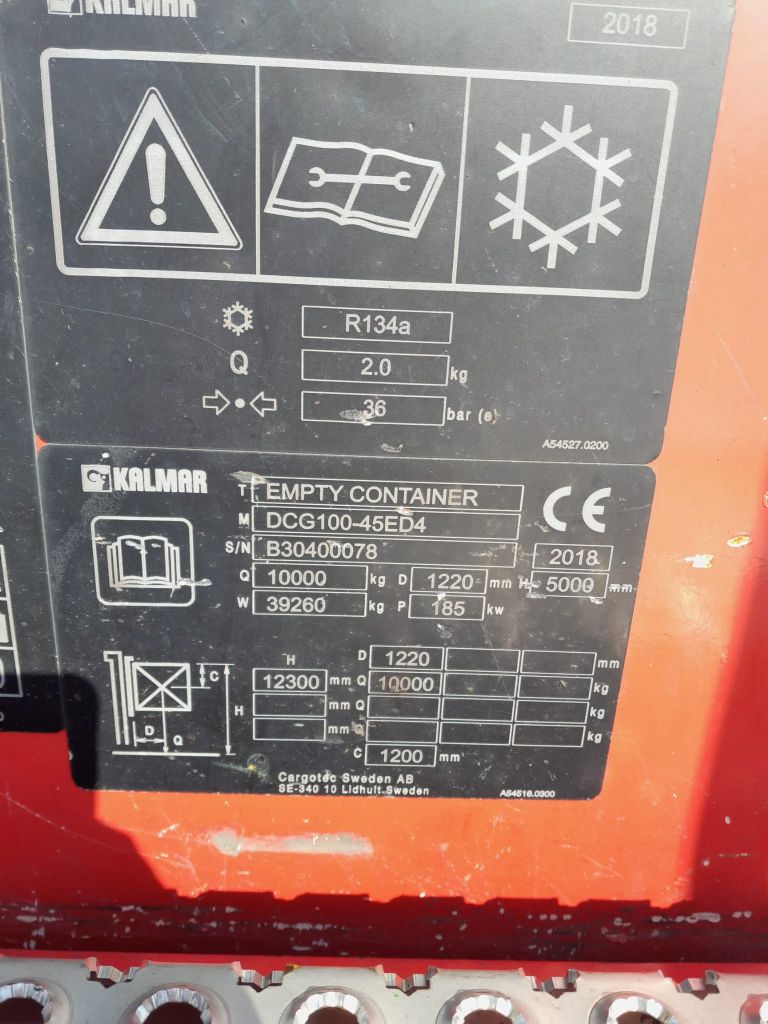 KALMAR
2018
R134a
Q 2.0 kg
36 bar (e)
A54527.0200
KALMAR
T EMPTY CONTAINER CE
M DCG100-45ED4
S/N B30400078 2018
Q 10000 kg D 1220 mm H 5000 mm
W 39260 kg P 185 kw
H D 1220 mm
12300 mm Q 10000 kg
mm Q kg
mm Q kg
C 1200 mm
C
H
D
Q
Cargotec Sweden AB
SE-340 10 Lidhult Sweden
A54516.0300